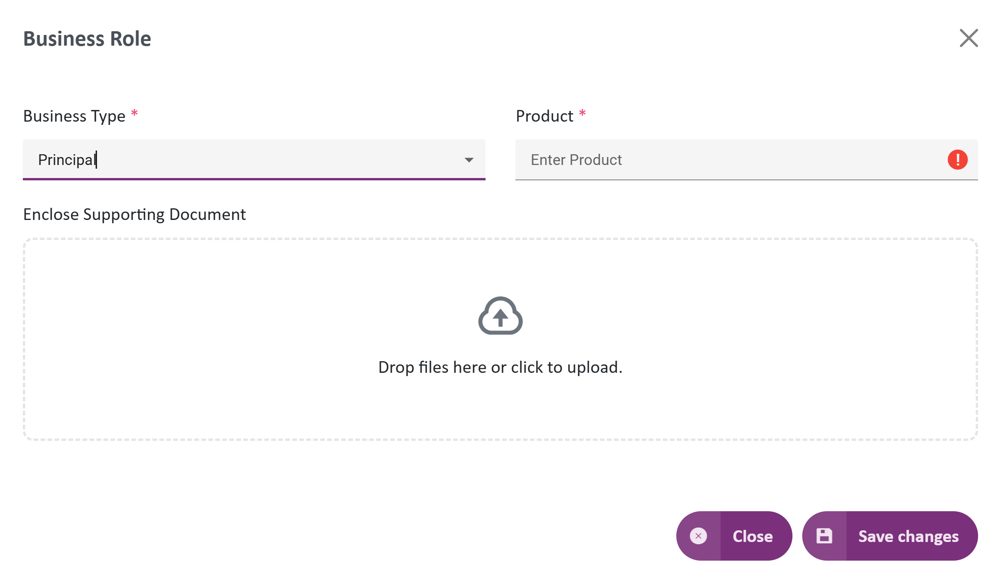 Business Role
Business Type *
Product *
Principal
Enter Product
Enclose Supporting Document
Drop files here or click to upload.
Close
Save changes